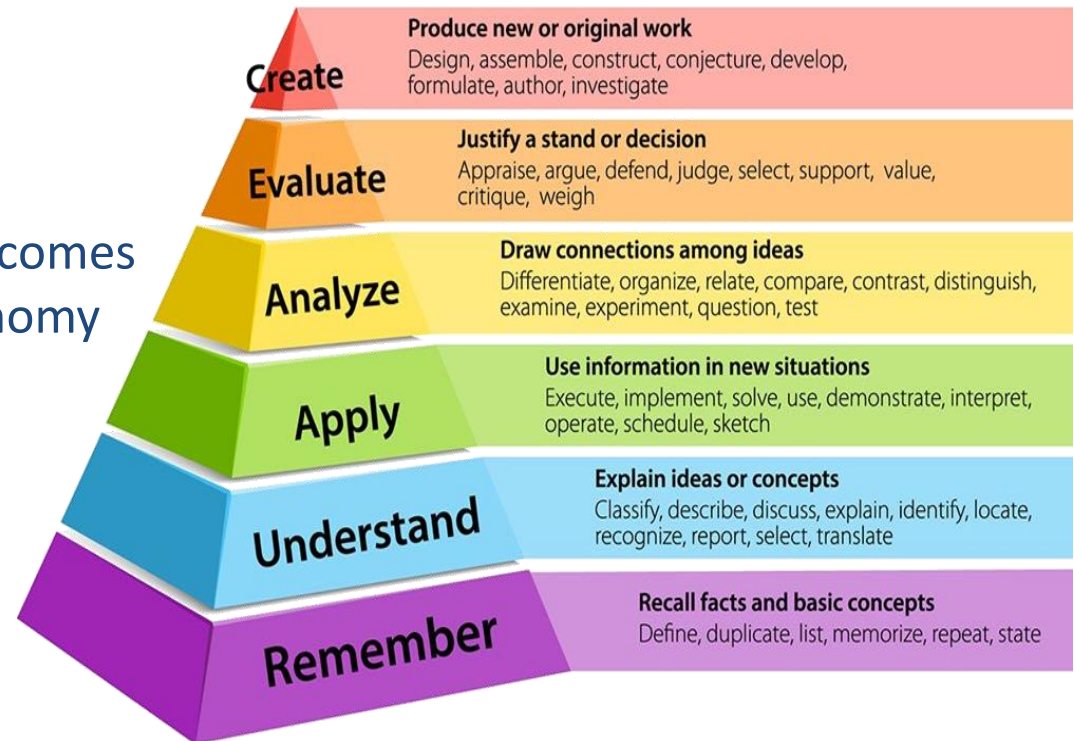 Create
Produce new or original work
Design, assemble, construct, conjecture, develop,
formulate, author, investigate
Evaluate
Justify a stand or decision
Appraise, argue, defend, judge, select, support, value,
critique, weigh
comes
nomy
Analyze
Draw connections among ideas
Differentiate, organize, relate, compare, contrast, distinguish,
examine, experiment, question, test
Apply
Use information in new situations
Execute, implement, solve, use, demonstrate, interpret,
operate, schedule, sketch
Understand
Explain ideas or concepts
Classify, describe, discuss, explain, identify, locate,
recognize, report, select, translate
Remember
Recall facts and basic concepts
Define, duplicate, list, memorize, repeat, state